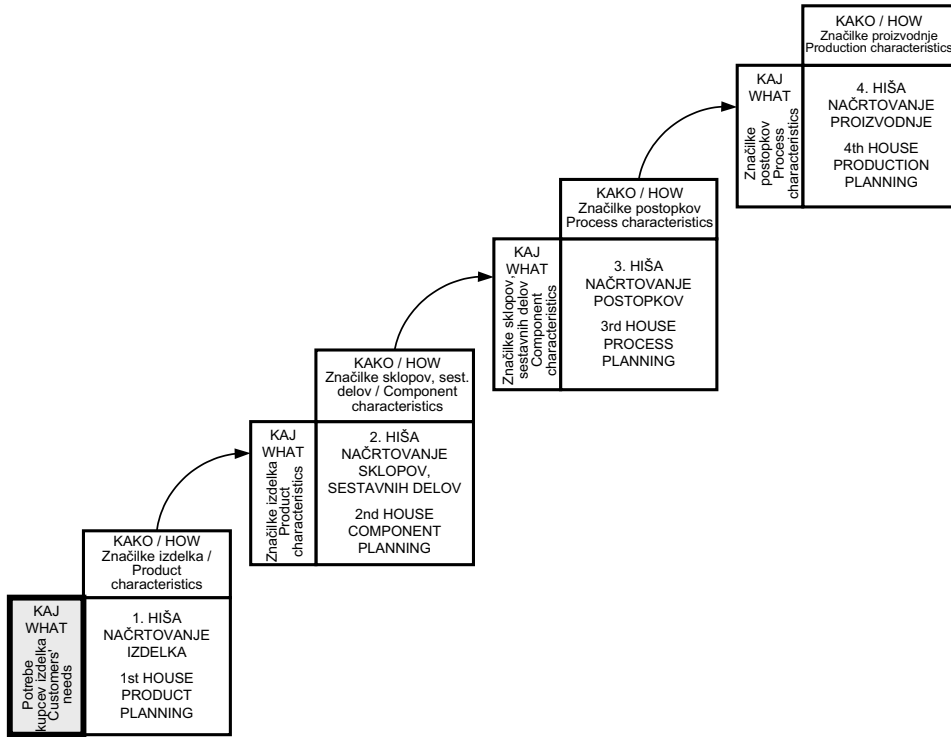 KAKO / HOW
Značilke proizvodnje
Production characteristics
KAJ
WHAT
Značilke
postopkov
Process
characteristics
4. HIŠA
NAČRTOVANJE
PROIZVODNJE
4th HOUSE
PRODUCTION
PLANNING
KAKO / HOW
Značilke postopkov
Process characteristics
KAJ
WHAT
Značilke sklopov,
sestavnih delov
Component
characteristics
3. HIŠA
NAČRTOVANJE
POSTOPKOV
3rd HOUSE
PROCESS
PLANNING
KAKO / HOW
Značilke sklopov, sest.
delov / Component
characteristics
KAJ
WHAT
Značilke izdelka
Product
characteristics
2. HIŠA
NAČRTOVANJE
SKLOPOV,
SESTAVNIH DELOV
2nd HOUSE
COMPONENT
PLANNING
KAKO / HOW
Značilke izdelka /
Product
characteristics
KAJ
WHAT
Potrebe
kupcev izdelka
Customers'
needs
1. HIŠA
NAČRTOVANJE
IZDELKA
1st HOUSE
PRODUCT
PLANNING